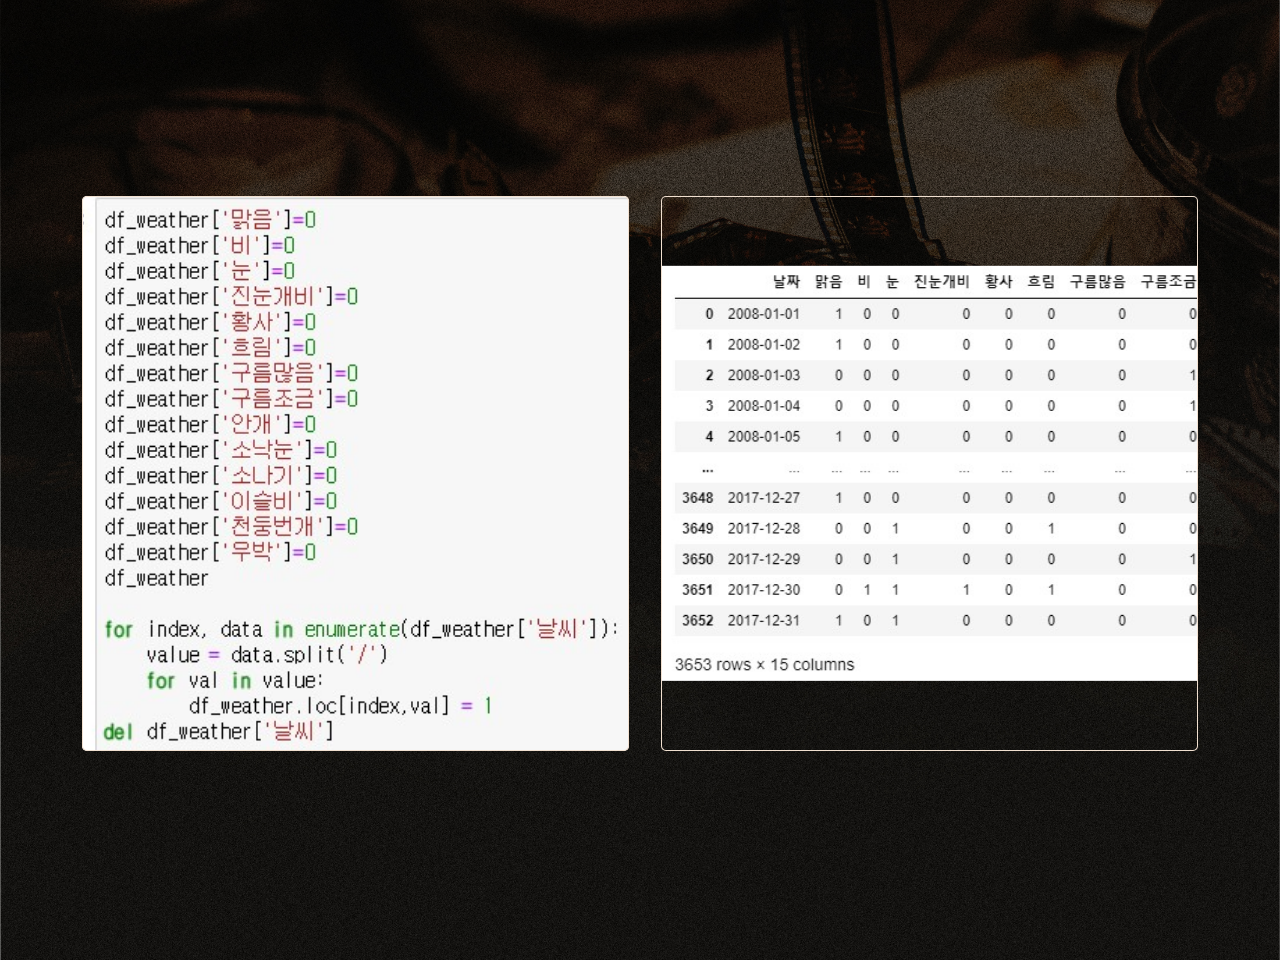 df_weather['맑음']=0
df_weather['비']=0
df_weather['눈']=0
df_weather['진눈개비']=0
df_weather['황사']=0
df_weather['흐림']=0
df_weather['구름많음']=0
df_weather['구름조금']=0
df_weather['안개']=0
df_weather['소낙눈']=0
df_weather['소나기']=0
df_weather['이슬비']=0
df_weather['천둥번개']=0
df_weather['우박']=0
df_weather
for index, data in enumerate(df_weather['날씨']):
value = data.split('/')
for val in value:
df_weather.loc[index,val] = 1
del df_weather['날씨']
날짜 맑음 비 눈 진눈개비 황사 흐림 구름많음 구름조금
0 2008-01-01 1 0 0 0 0 0 0 0
1 2008-01-02 1 0 0 0 0 0 0 0
2 2008-01-03 0 0 0 0 0 0 0 1
3 2008-01-04 0 0 0 0 0 0 0 1
4 2008-01-05 1 0 0 0 0 0 0 0
... ... ... ... ... ... ... ... ... ...
3648 2017-12-27 1 0 0 0 0 0 0 0
3649 2017-12-28 0 0 1 0 0 1 0 0
3650 2017-12-29 0 0 1 0 0 0 0 1
3651 2017-12-30 0 1 1 1 0 1 0 0
3652 2017-12-31 1 0 1 0 0 0 0 0
3653 rows × 15 columns